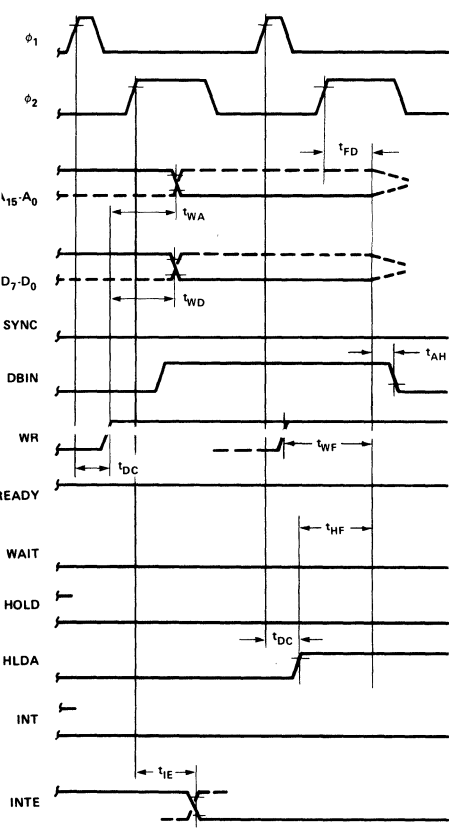 ϕ1
ϕ2
tFD
A15-A0
tWA
D7-D0
tWD
SYNC
tAH
DBIN
WR
tWF
tDC
READY
tHF
WAIT
HOLD
tDC
HLDA
INT
tIE
INTE